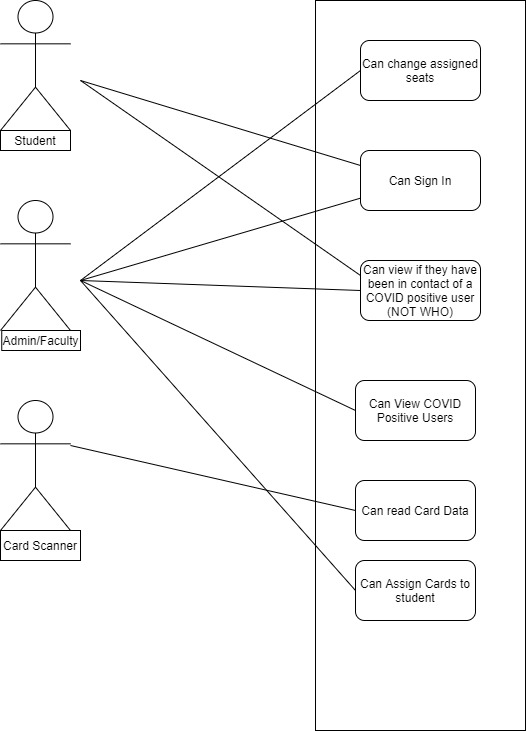 Student
Admin/Faculty
Card Scanner
Can change assigned
seats
Can Sign In
Can view if they have
been in contact of a
COVID positive user
(NOT WHO)
Can View COVID
Positive Users
Can read Card Data
Can Assign Cards to
student